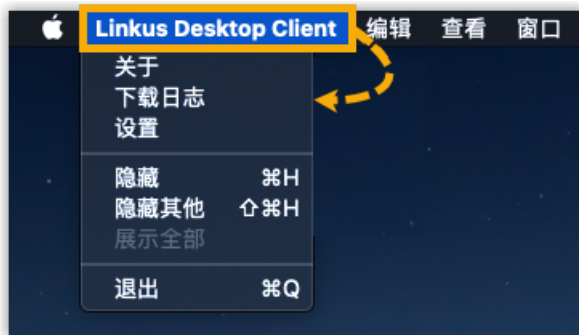 Linkus Desktop Client 编辑 查看 窗口
关于
下载日志
设置
隐藏 ⌘H
隐藏其他 ⇧⌘H
展示全部
退出 ⌘Q